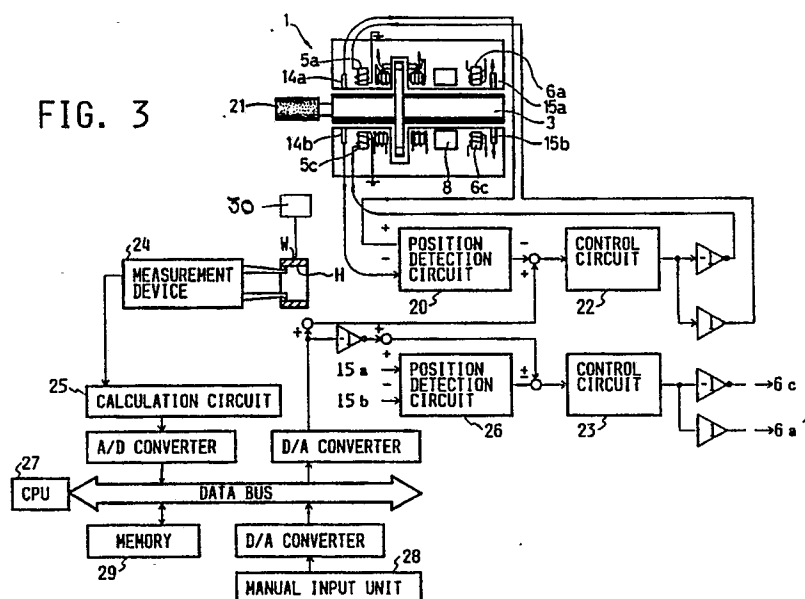 FIG. 3
1
5a
14a
6a
15a
21
3
14b
15b
5c
8
6c
30
24
W
H
MEASUREMENT
DEVICE
+
-
POSITION
DETECTION
CIRCUIT
20
-
+
CONTROL
CIRCUIT
22
-
1
+
-
+
+
15a
-
15b
POSITION
DETECTION
CIRCUIT
26
±
CONTROL
CIRCUIT
23
-
6c
6a
25
CALCULATION CIRCUIT
A/D CONVERTER
D/A CONVERTER
27
CPU
DATA BUS
MEMORY
29
D/A CONVERTER
28
MANUAL INPUT UNIT